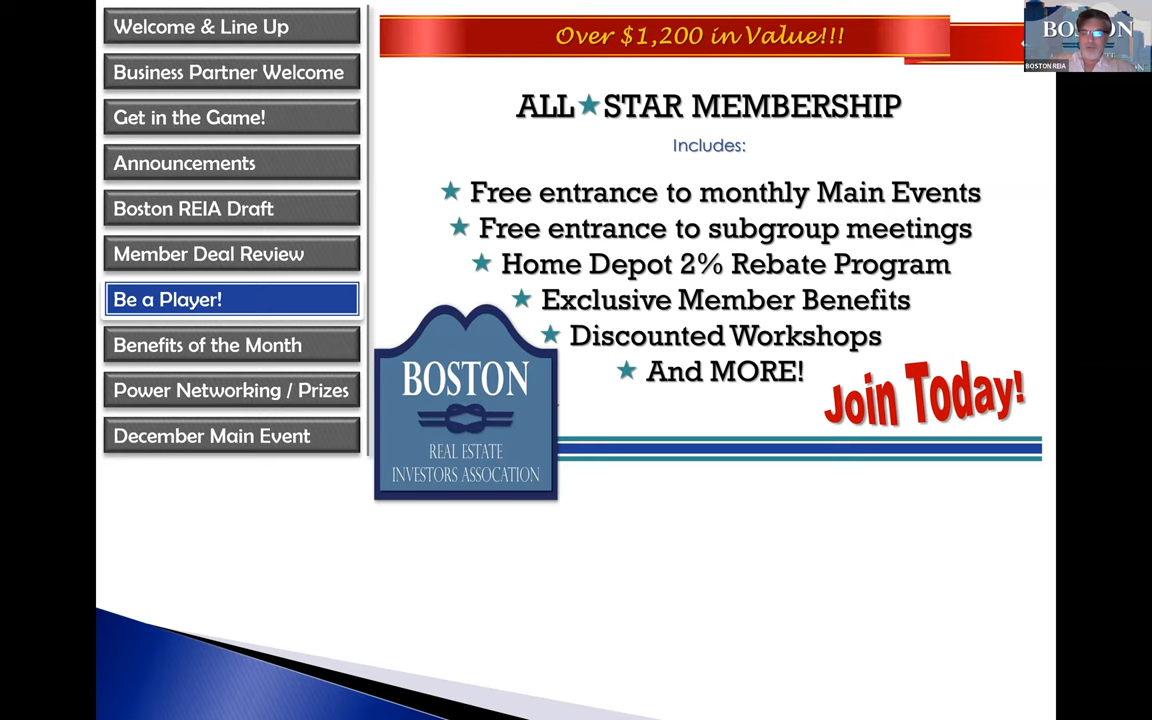 Welcome & Line Up
Business Partner Welcome
Get in the Game!
Announcements
Boston REIA Draft
Member Deal Review
Be a Player!
Benefits of the Month
Power Networking / Prizes
December Main Event
Over $1,200 in Value!!!
ALL★STAR MEMBERSHIP
Includes:
★ Free entrance to monthly Main Events
★ Free entrance to subgroup meetings
★ Home Depot 2% Rebate Program
★ Exclusive Member Benefits
★ Discounted Workshops
★ And MORE!
Join Today!
BOSTON
REAL ESTATE
INVESTORS ASSOCATION
BOSTON REIA